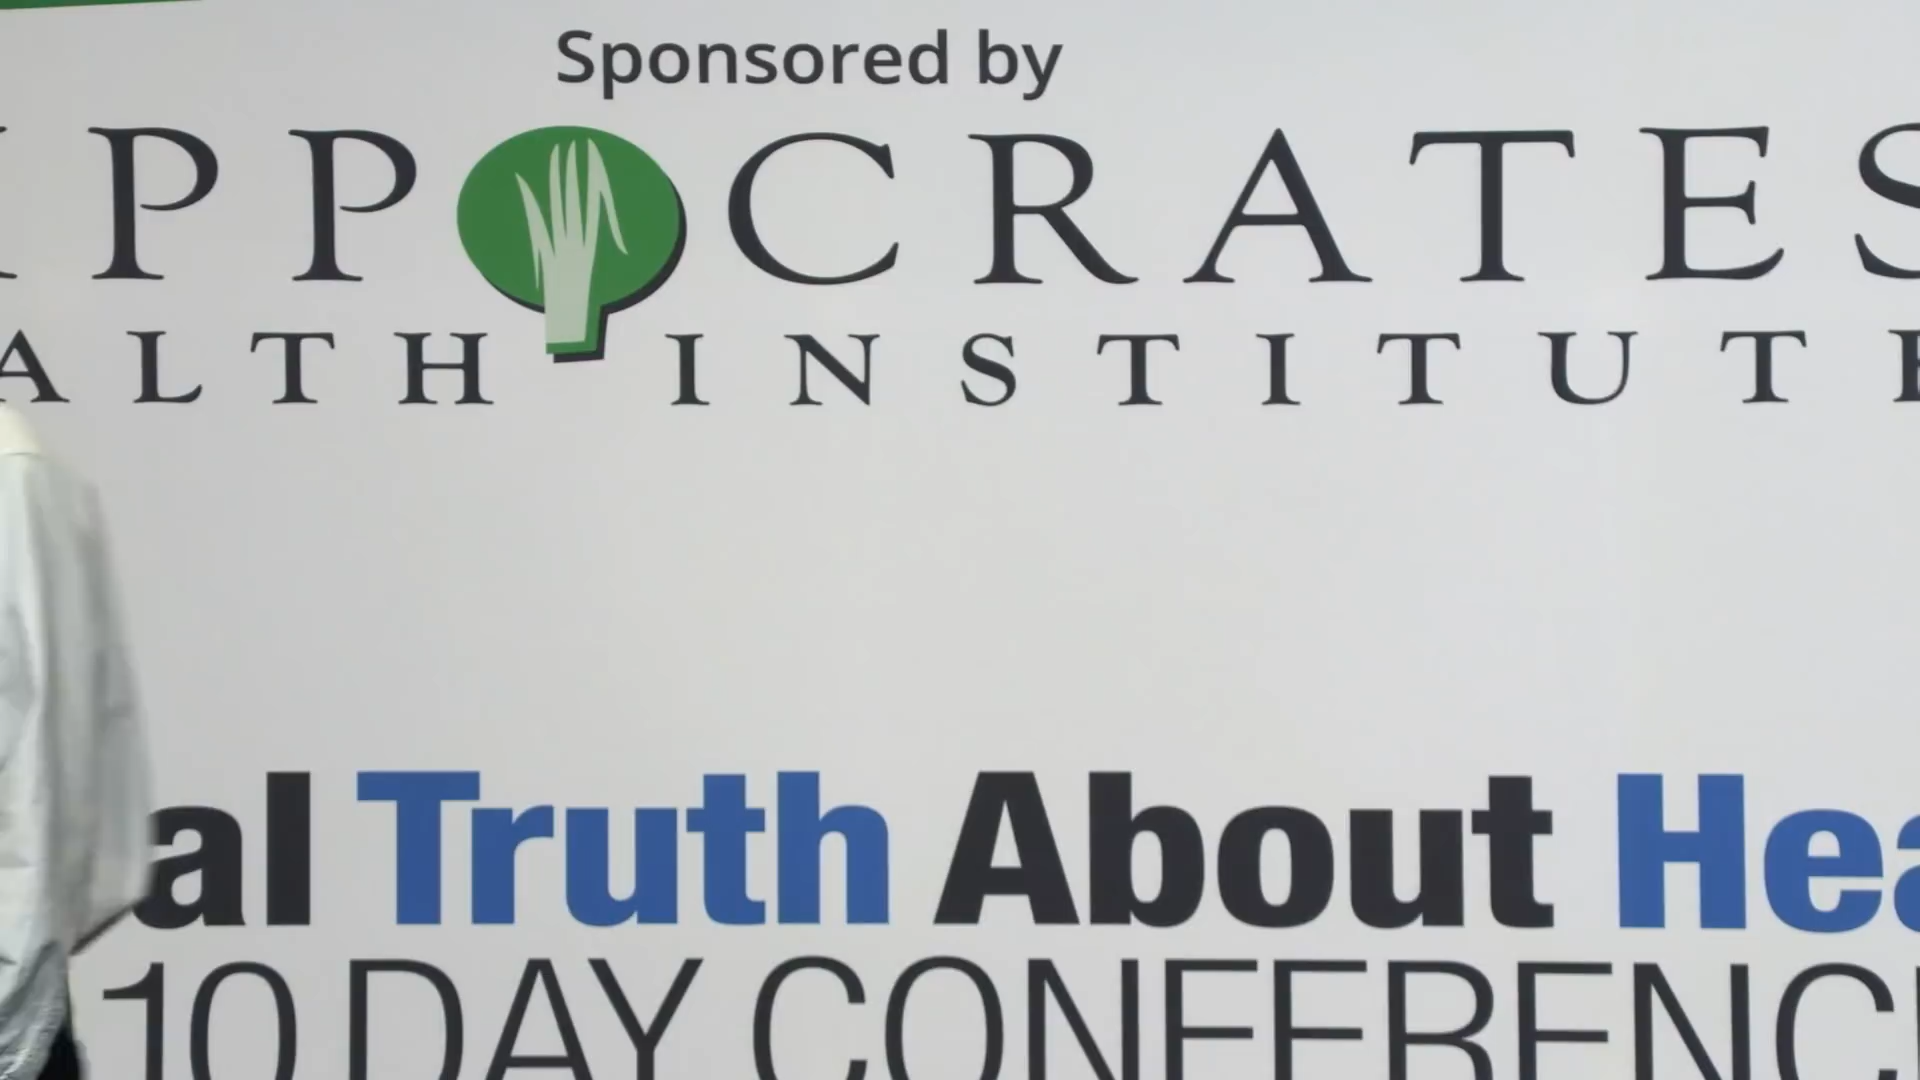 Sponsored by
IPPOCRATES
ALTH INSTITUTE
al Truth About Hea
10 DAY CONFERENC